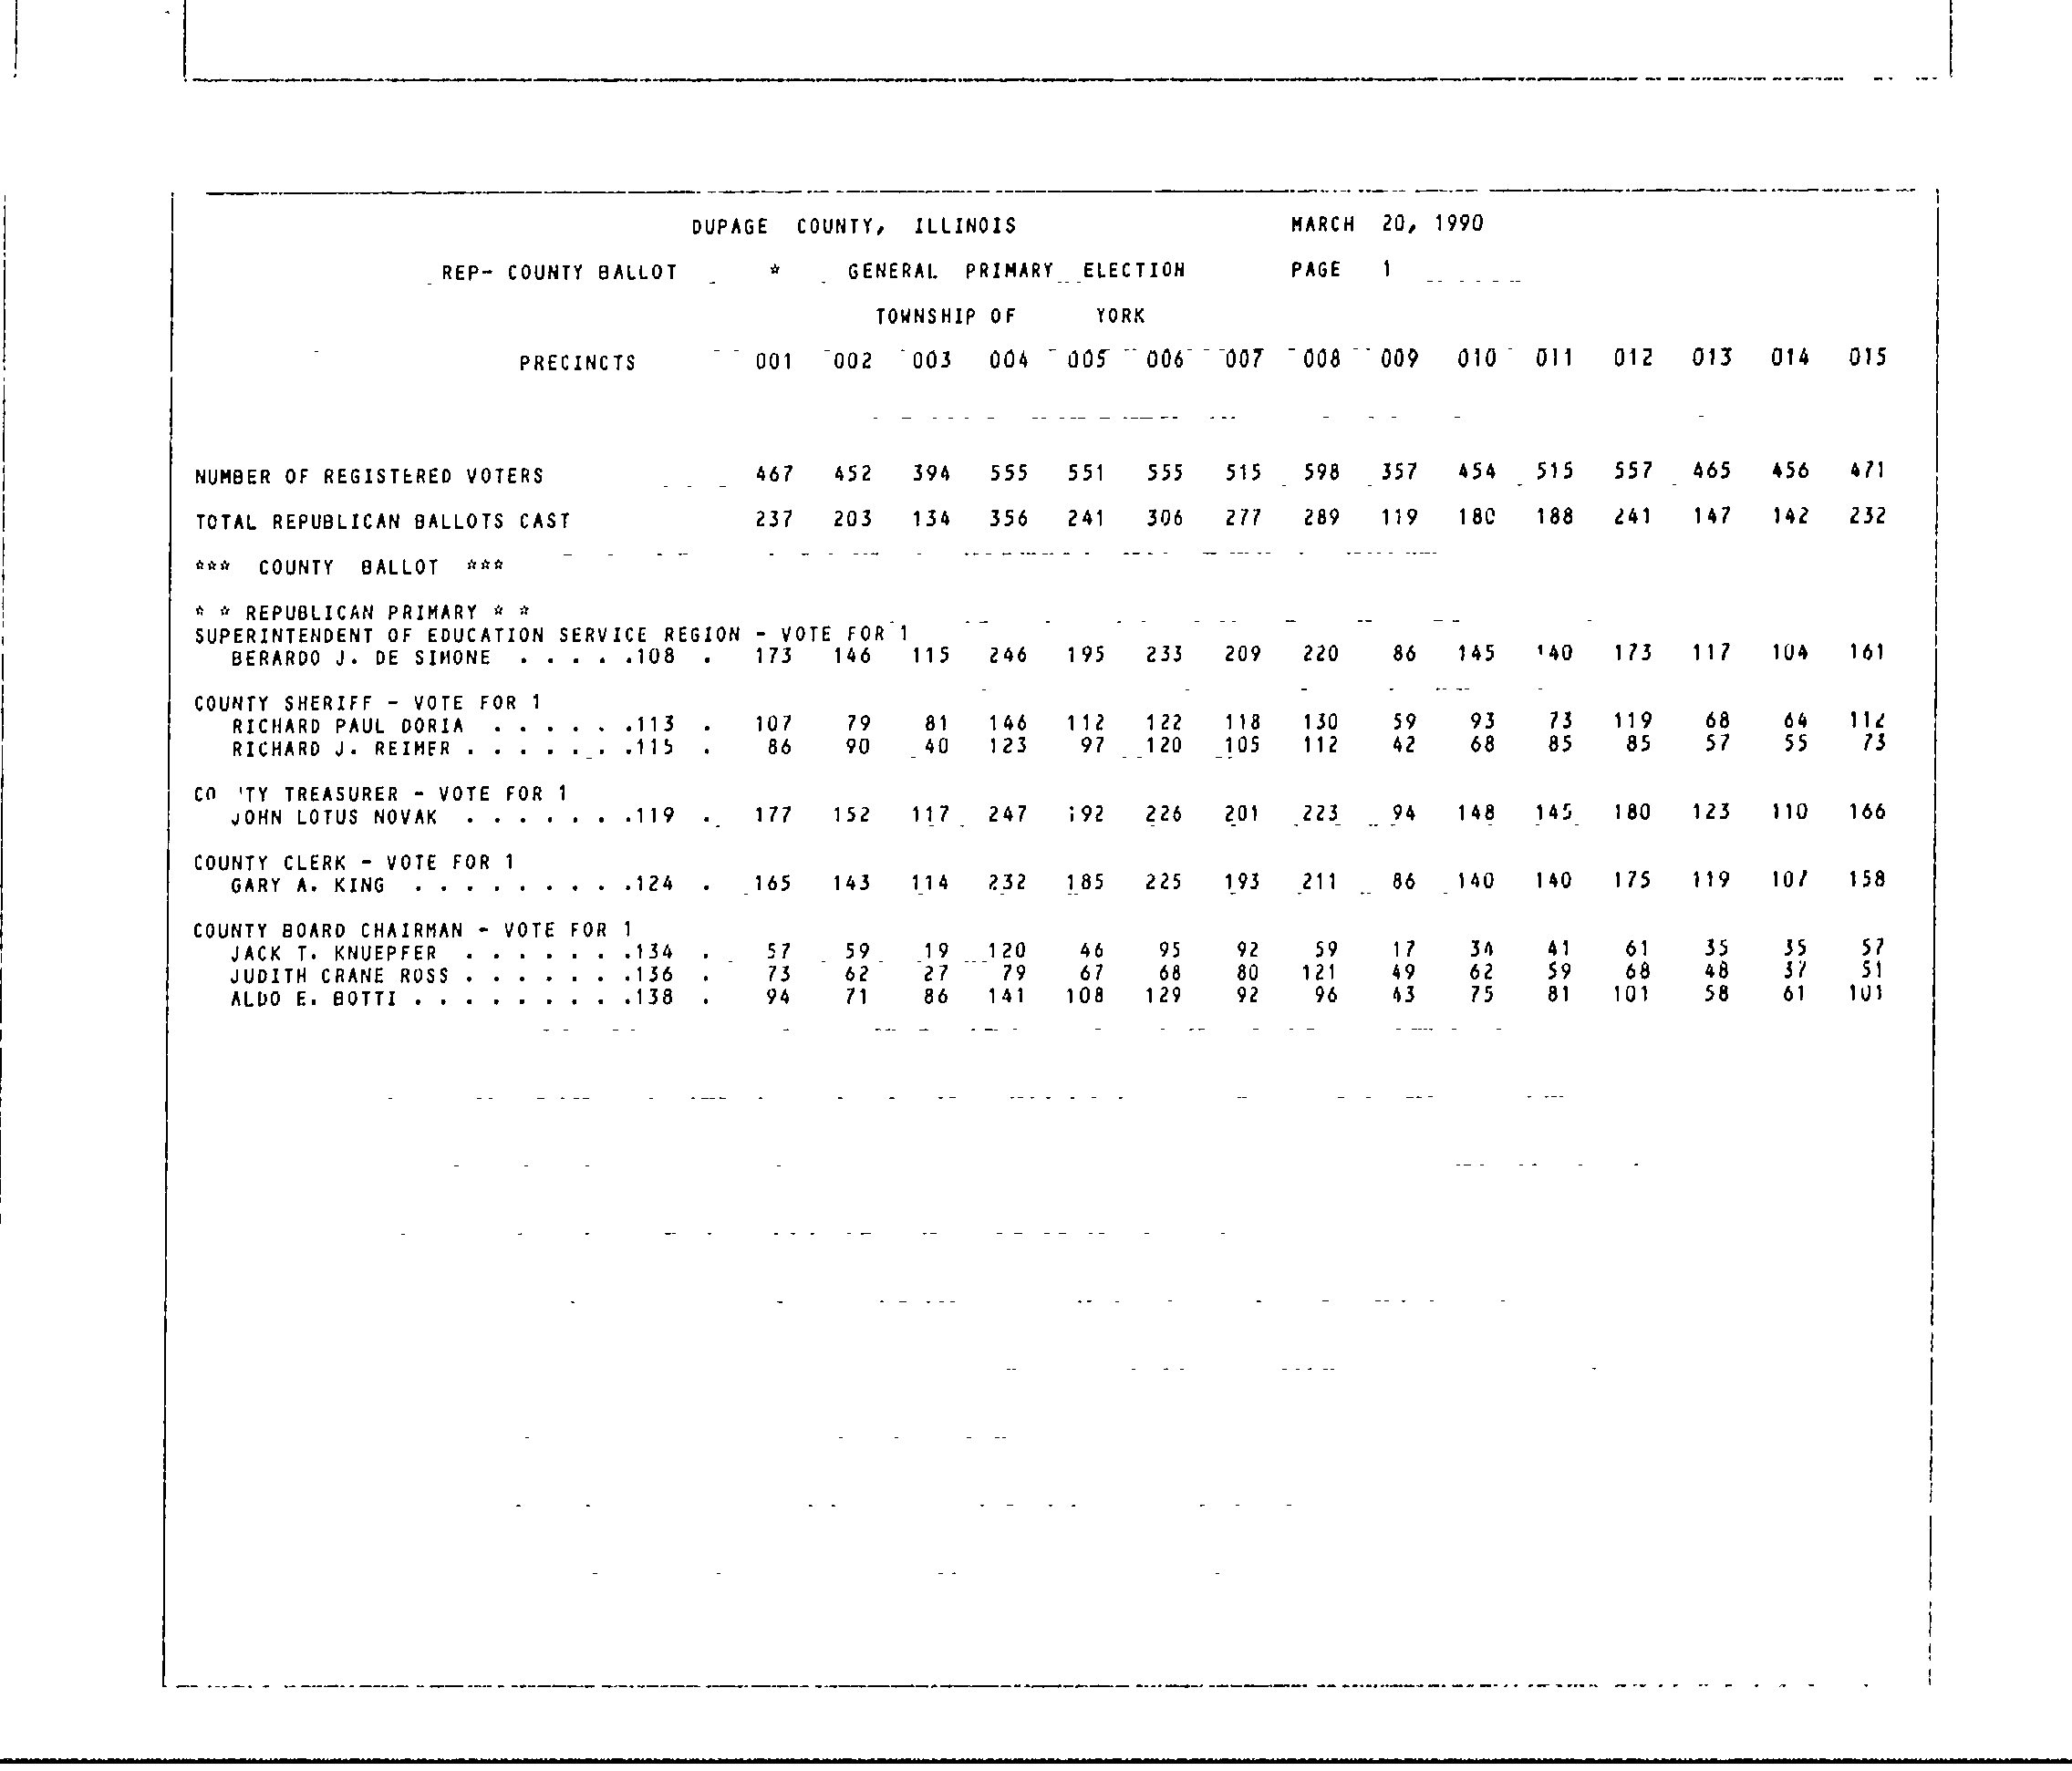 DUPAGE COUNTY, ILLINOIS MARCH 20, 1990
REP- COUNTY BALLOT * GENERAL PRIMARY ELECTION PAGE 1
TOWNSHIP OF YORK
PRECINCTS 001 002 003 004 005 006 007 008 009 010 011 012 013 014 015
NUMBER OF REGISTERED VOTERS 467 452 394 555 551 555 515 598 357 454 515 557 465 456 471
TOTAL REPUBLICAN BALLOTS CAST 237 203 134 356 241 306 277 289 119 180 188 241 147 142 232
*** COUNTY BALLOT ***
* * REPUBLICAN PRIMARY * *
SUPERINTENDENT OF EDUCATION SERVICE REGION - VOTE FOR 1
BERARDO J. DE SIMONE . . . . .108 . 173 146 115 246 195 233 209 220 86 145 140 173 117 104 161
COUNTY SHERIFF - VOTE FOR 1
RICHARD PAUL DORIA . . . . . .113 . 107 79 81 146 112 122 118 130 59 93 73 119 68 64 112
RICHARD J. REIMER . . . . . . .115 . 86 90 40 123 97 120 105 112 42 68 85 85 57 55 73
CO 'TY TREASURER - VOTE FOR 1
JOHN LOTUS NOVAK . . . . . . .119 . 177 152 117 247 192 226 201 223 94 148 145 180 123 110 166
COUNTY CLERK - VOTE FOR 1
GARY A. KING . . . . . . . . .124 . 165 143 114 232 185 225 193 211 86 140 140 175 119 107 158
COUNTY BOARD CHAIRMAN - VOTE FOR 1
JACK T. KNUEPFER . . . . . . .134 . 57 59 19 120 46 95 92 59 17 34 41 61 35 35 57
JUDITH CRANE ROSS . . . . . . .136 . 73 62 27 79 67 68 80 121 49 62 59 68 48 37 51
ALDO E. BOTTI . . . . . . . . .138 . 94 71 86 141 108 129 92 96 43 75 81 101 58 61 101